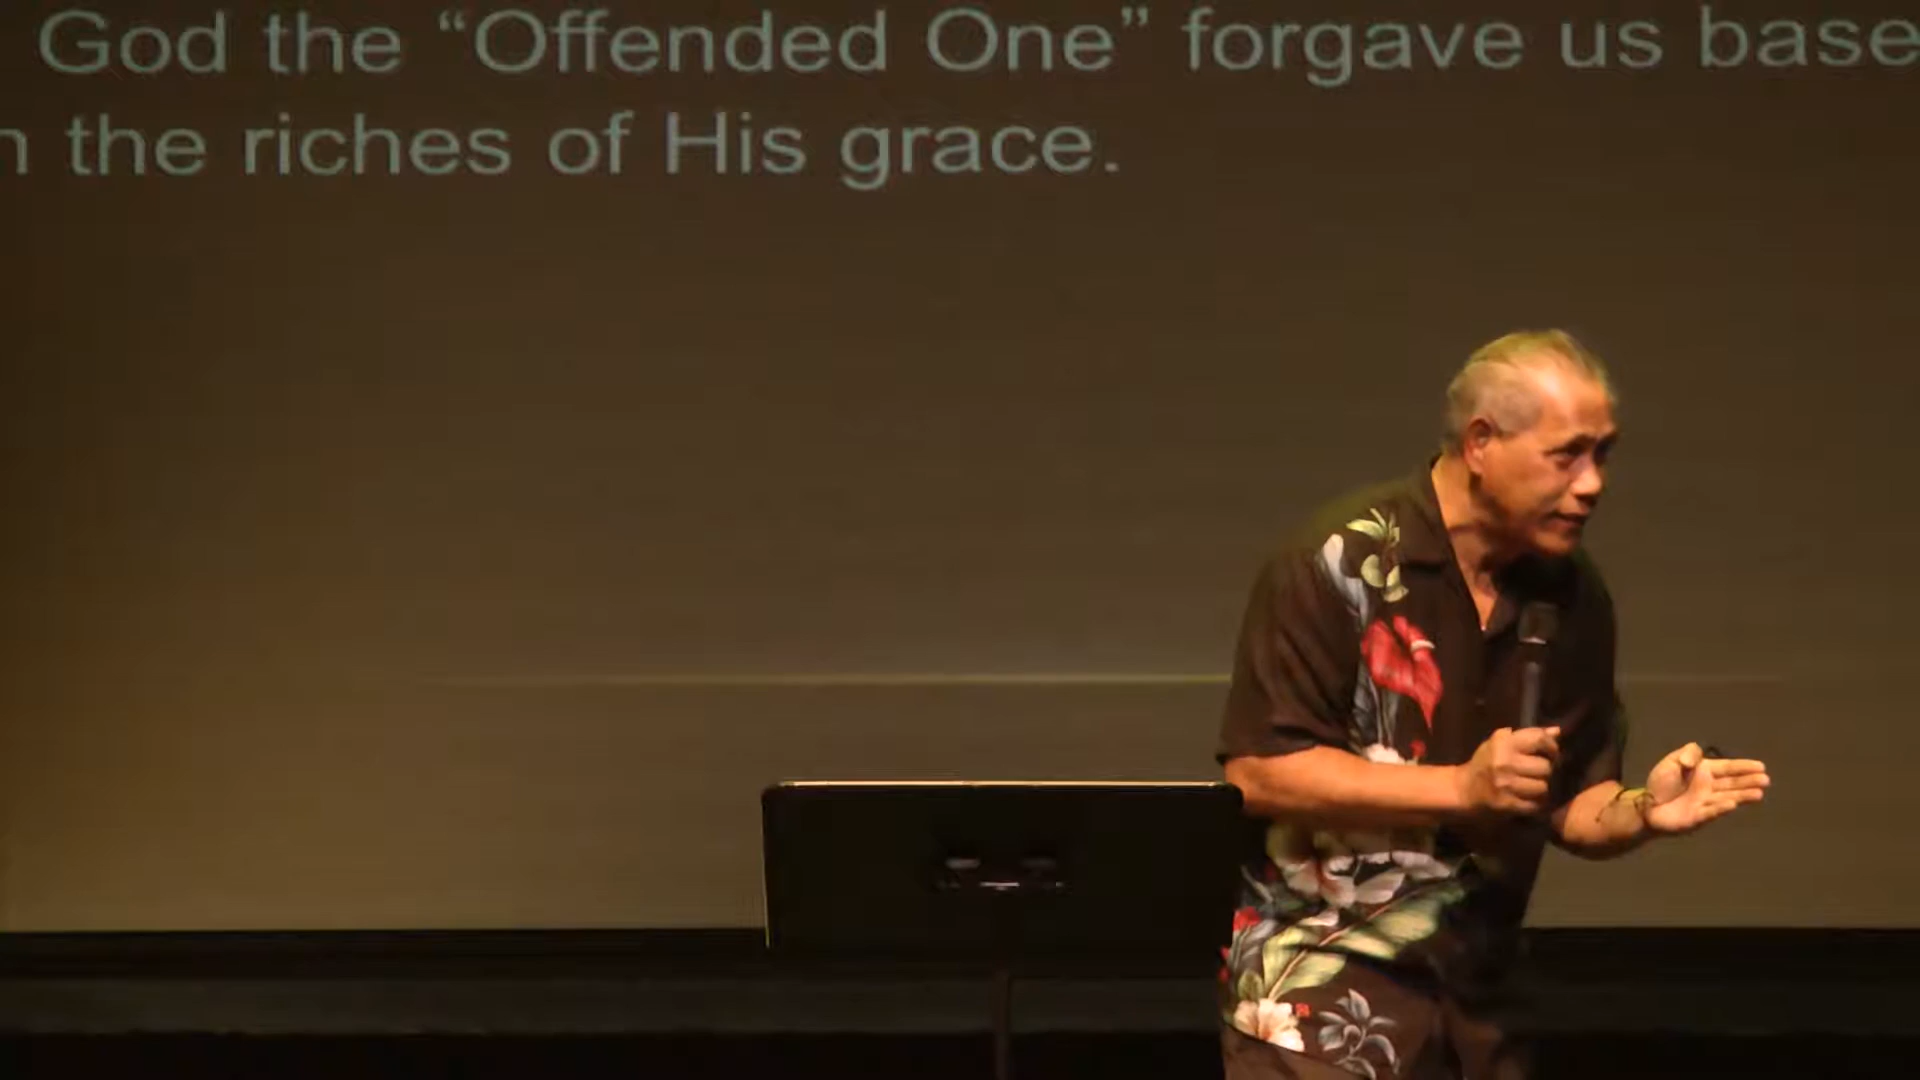 God the “Offended One” forgave us base
n the riches of His grace.